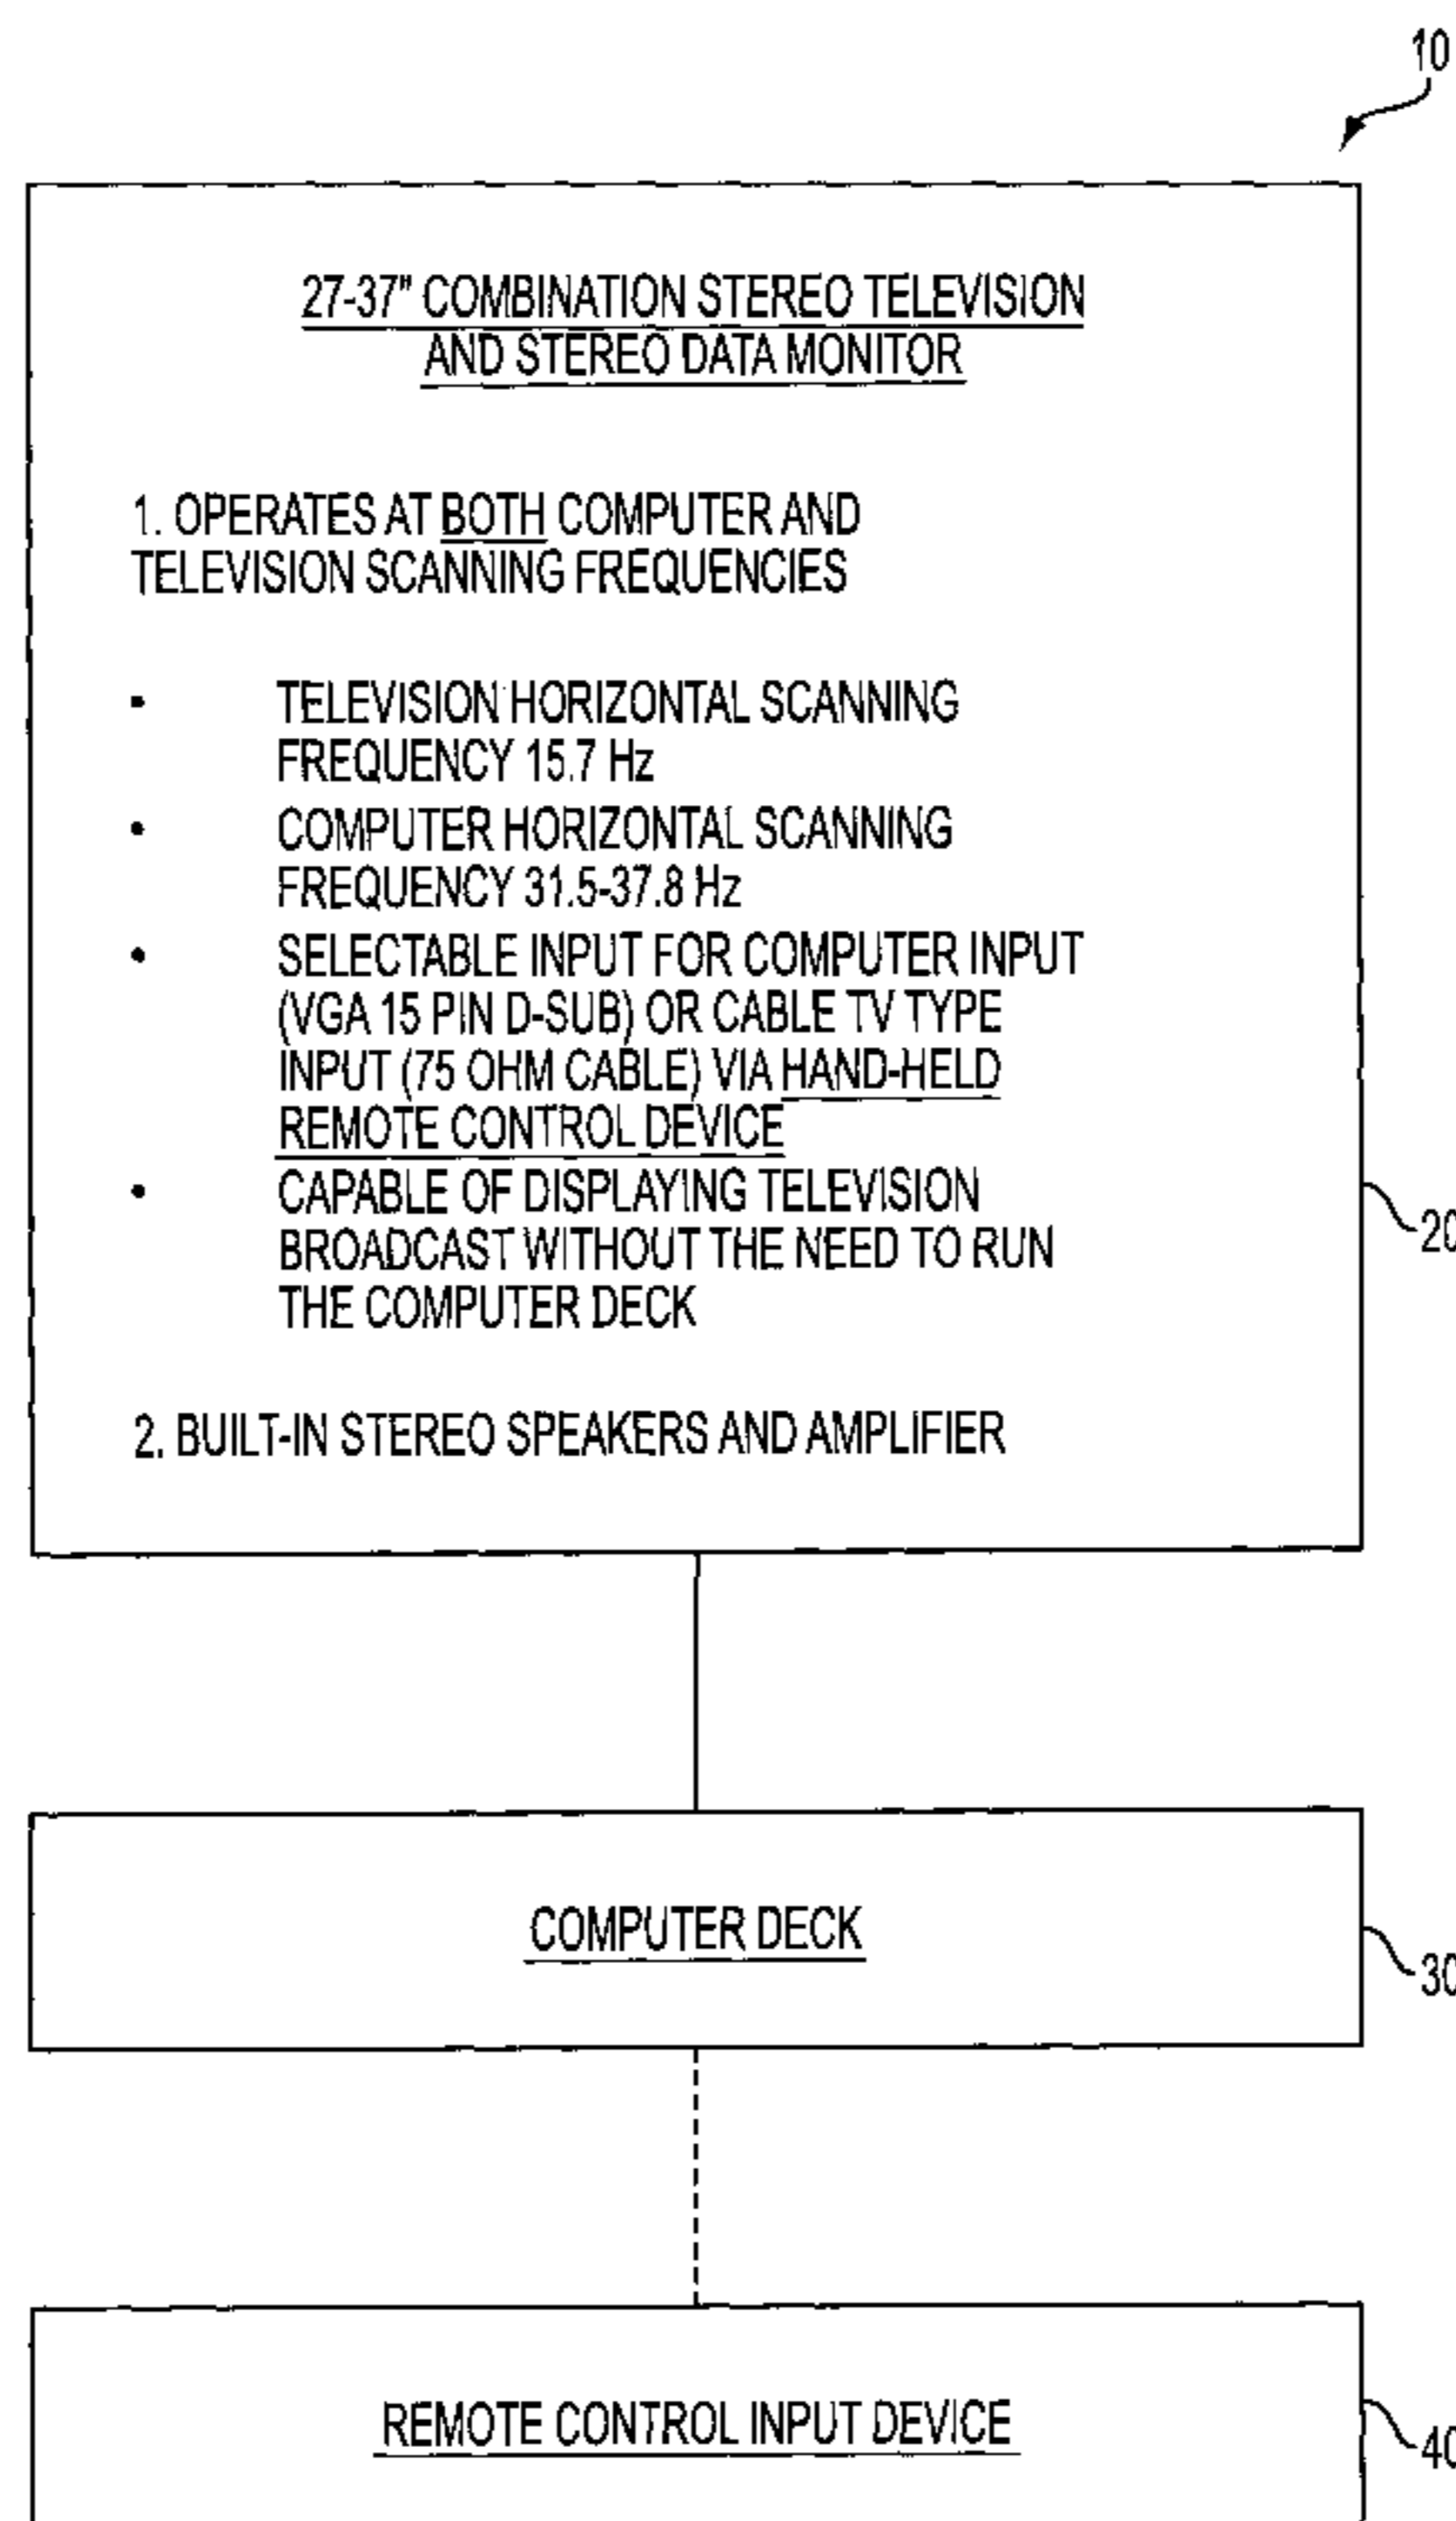 10
27-37" COMBINATION STEREO TELEVISION
AND STEREO DATA MONITOR
1. OPERATES AT BOTH COMPUTER AND
TELEVISION SCANNING FREQUENCIES
• TELEVISION HORIZONTAL SCANNING
FREQUENCY 15.7 Hz
• COMPUTER HORIZONTAL SCANNING
FREQUENCY 31.5-37.8 Hz
• SELECTABLE INPUT FOR COMPUTER INPUT
(VGA 15 PIN D-SUB) OR CABLE TV TYPE
INPUT (75 OHM CABLE) VIA HAND-HELD
REMOTE CONTROL DEVICE
• CAPABLE OF DISPLAYING TELEVISION
BROADCAST WITHOUT THE NEED TO RUN
THE COMPUTER DECK
20
2. BUILT-IN STEREO SPEAKERS AND AMPLIFIER
COMPUTER DECK
30
REMOTE CONTROL INPUT DEVICE
40